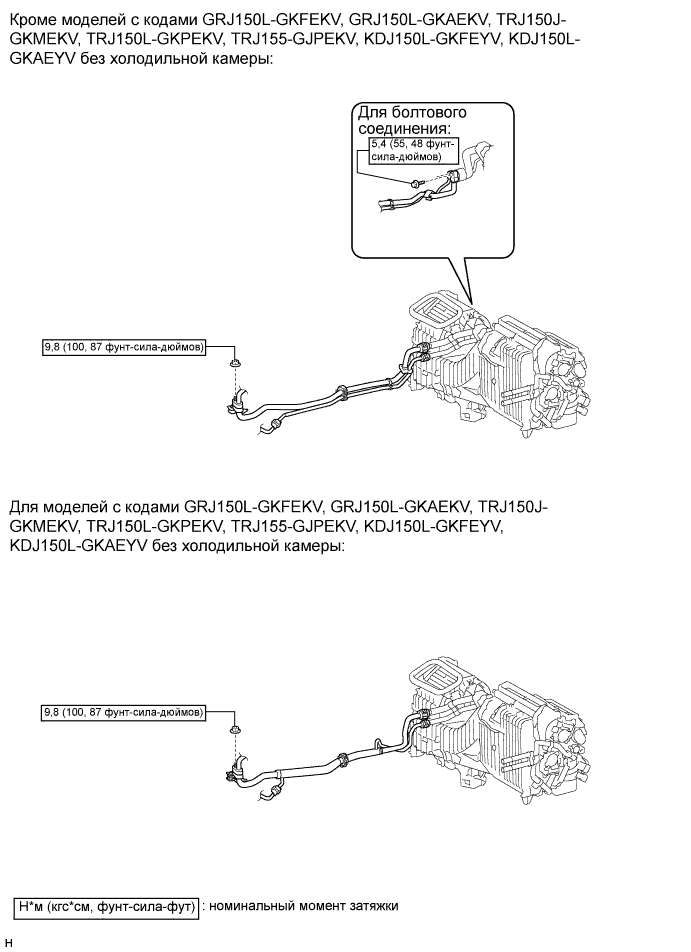 Кроме моделей с кодами GRJ150L-GKFEKV, GRJ150L-GKAEKV, TRJ150J-
GKMEKV, TRJ150L-GKPEKV, TRJ155-GJPEKV, KDJ150L-GKFEYV, KDJ150L-
GKAEYV без холодильной камеры:
Для болтового
соединения:
5,4 (55, 48 фунт-
сила-дюймов)
9,8 (100, 87 фунт-сила-дюймов)
Для моделей с кодами GRJ150L-GKFEKV, GRJ150L-GKAEKV, TRJ150J-
GKMEKV, TRJ150L-GKPEKV, TRJ155-GJPEKV, KDJ150L-GKFEYV,
KDJ150L-GKAEYV без холодильной камеры:
9,8 (100, 87 фунт-сила-дюймов)
Н*м (кгс*см, фунт-сила-фут) : номинальный момент затяжки
Н